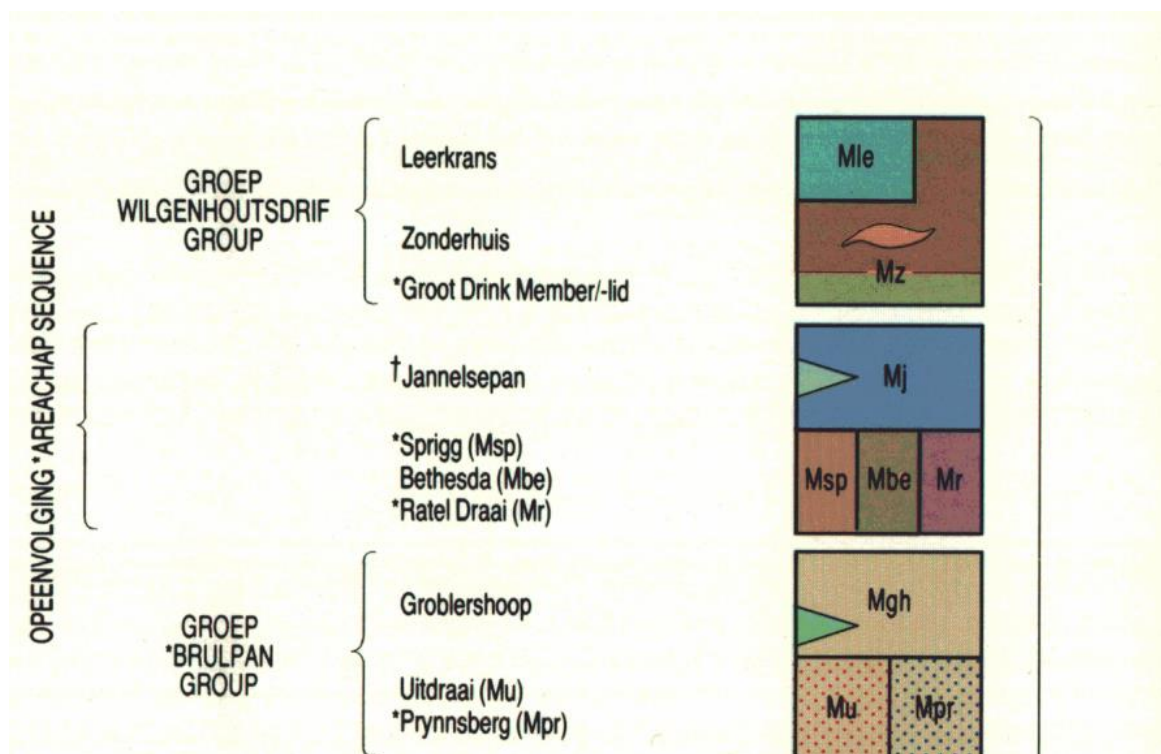 OPEENVOLGING *AREACHAP SEQUENCE
GROEP
WILGENHOUTSDRIF
GROUP
Leerkrans
Zonderhuis
*Groot Drink Member/-lid
Mle
Mz
†Jannelsepan
*Sprigg (Msp)
Bethesda (Mbe)
*Ratel Draai (Mr)
Mj
Msp
Mbe
Mr
GROEP
*BRULPAN
GROUP
Groblershoop
Uitdraai (Mu)
*Prynnsberg (Mpr)
Mgh
Mu
Mpr